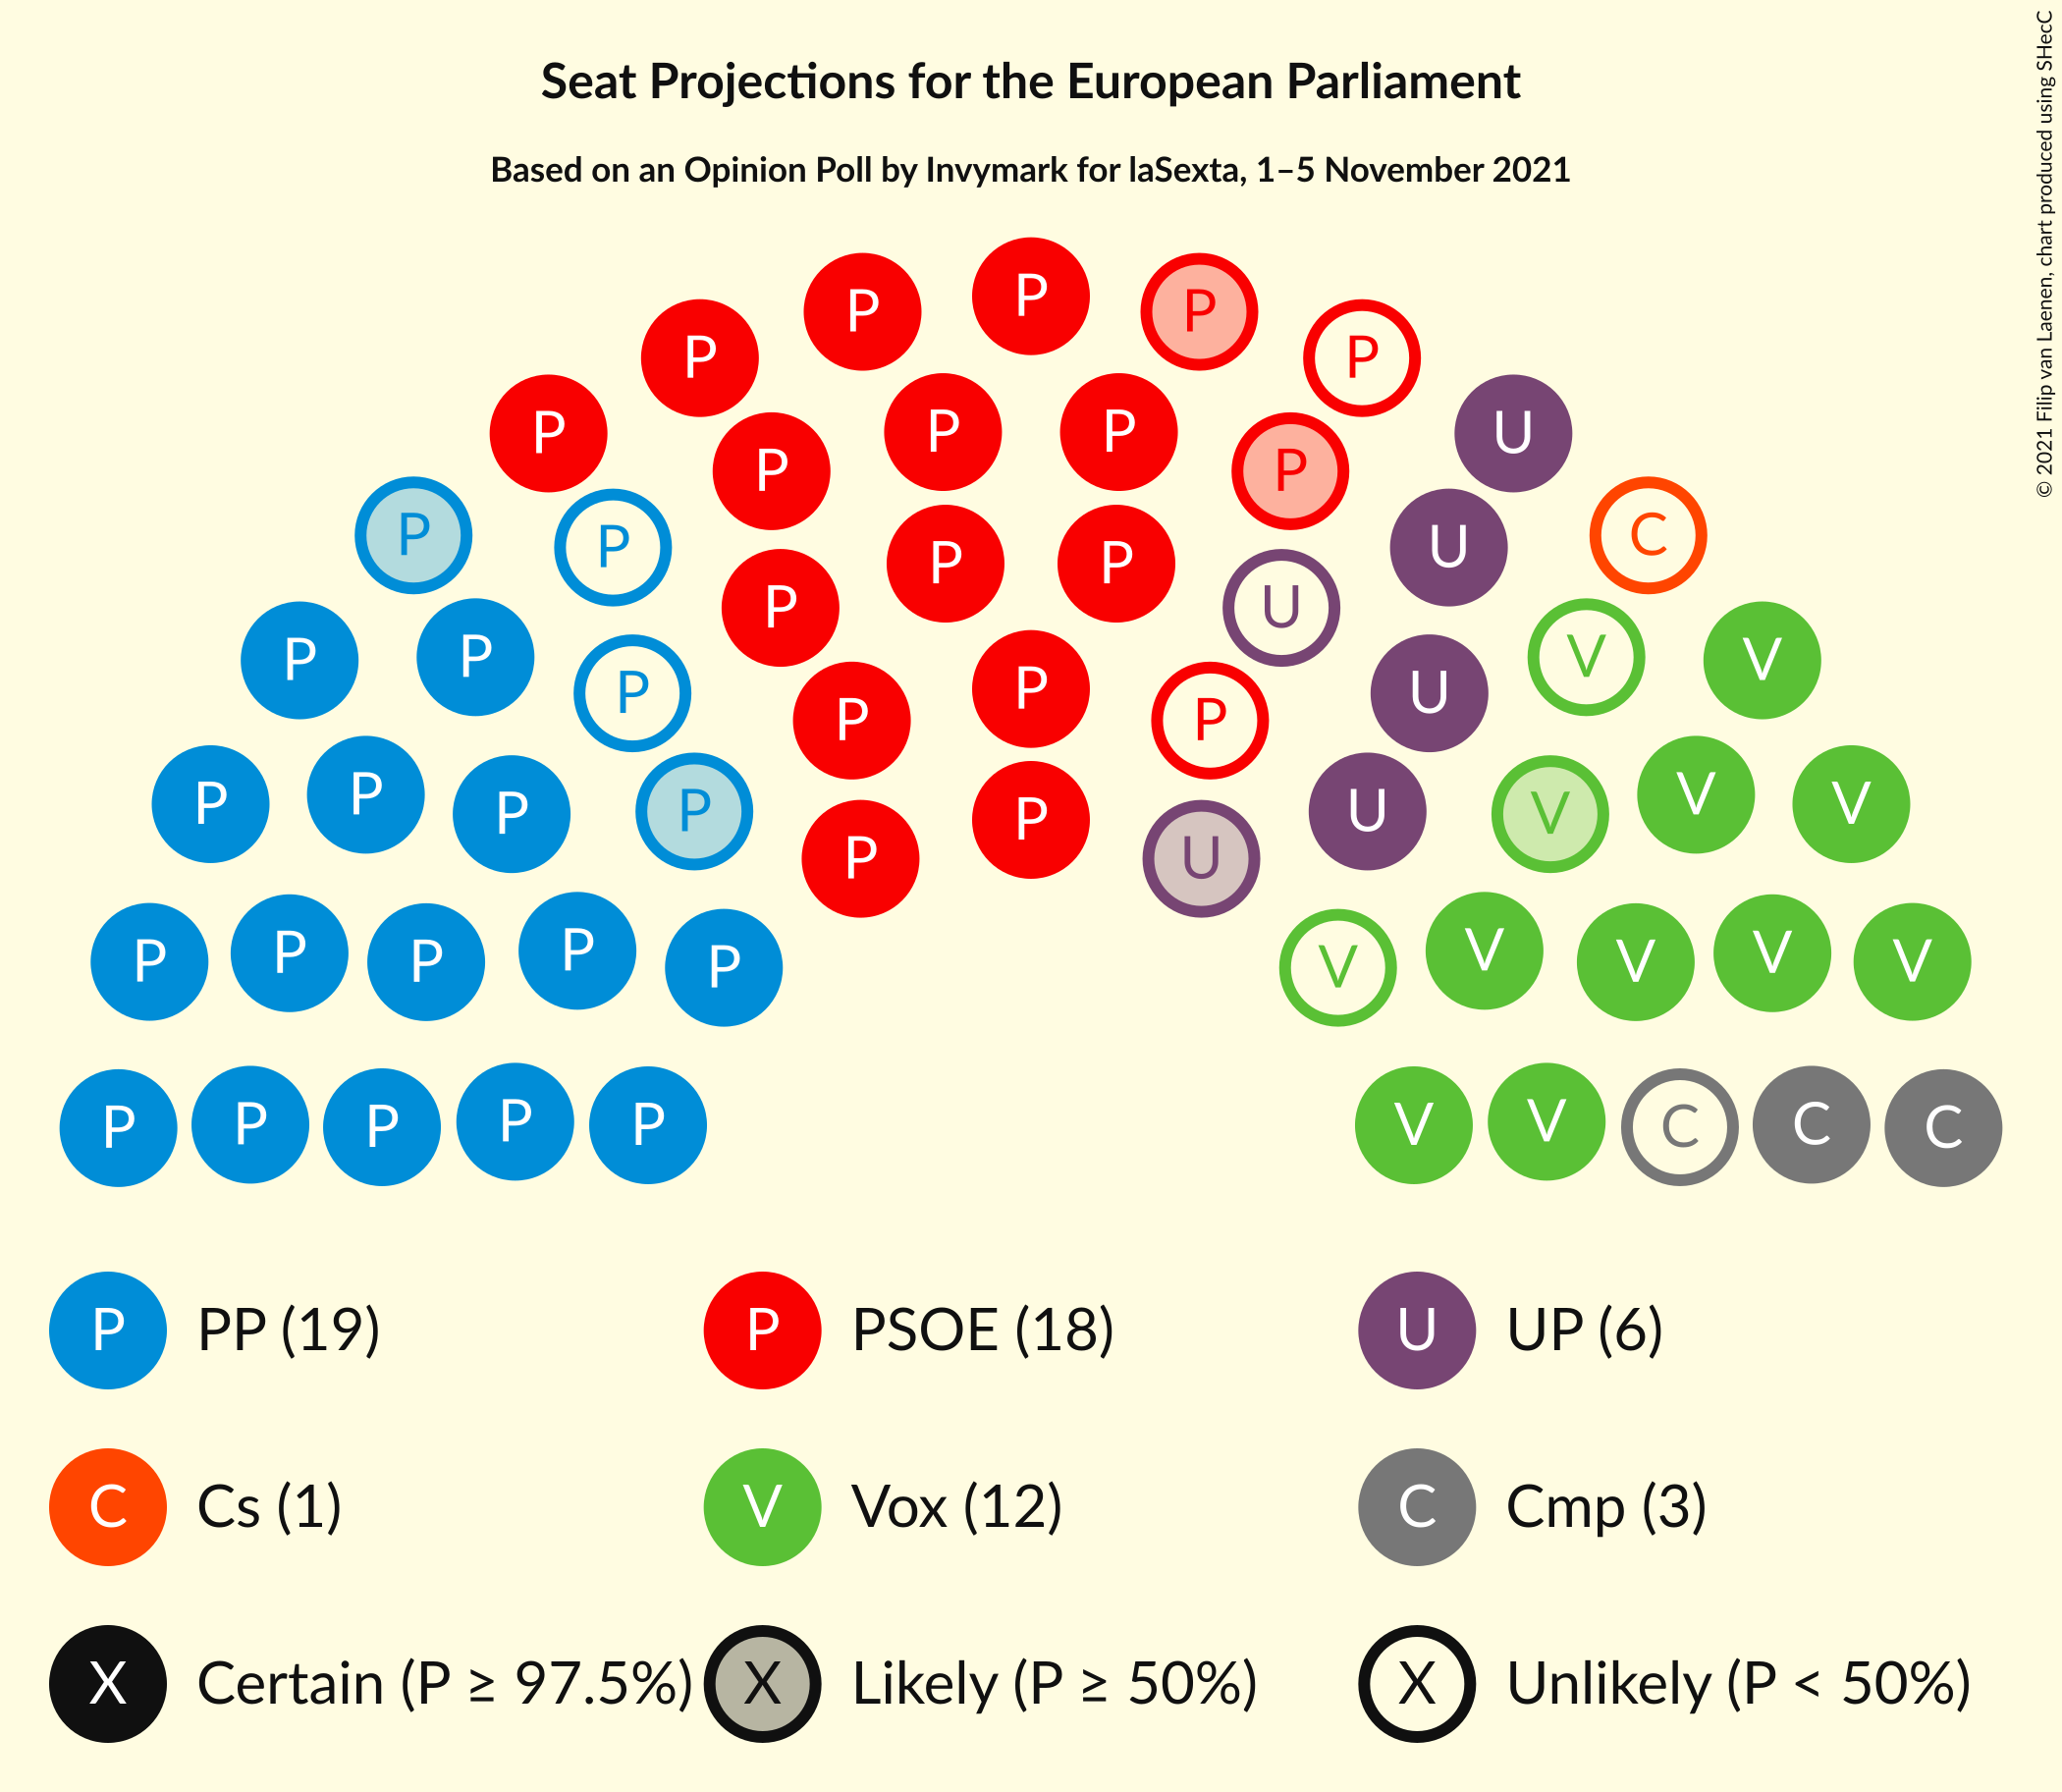 Seat Projections for the European Parliament
Based on an Opinion Poll by Invymark for laSexta, 1–5 November 2021
© 2021 Filip van Laenen, chart produced using SHecC
P
P P
P P
P P P U
P P P P
P P U C
P P
P U
P P V V
P U
P P P
P P P U V V V
P P
P U
P P P P P V V V V V
P P P P P V V C C C
P PP (19) P PSOE (18) U UP (6)
C Cs (1) V Vox (12) C Cmp (3)
X Certain (P ≥ 97.5%) X Likely (P ≥ 50%) X Unlikely (P < 50%)